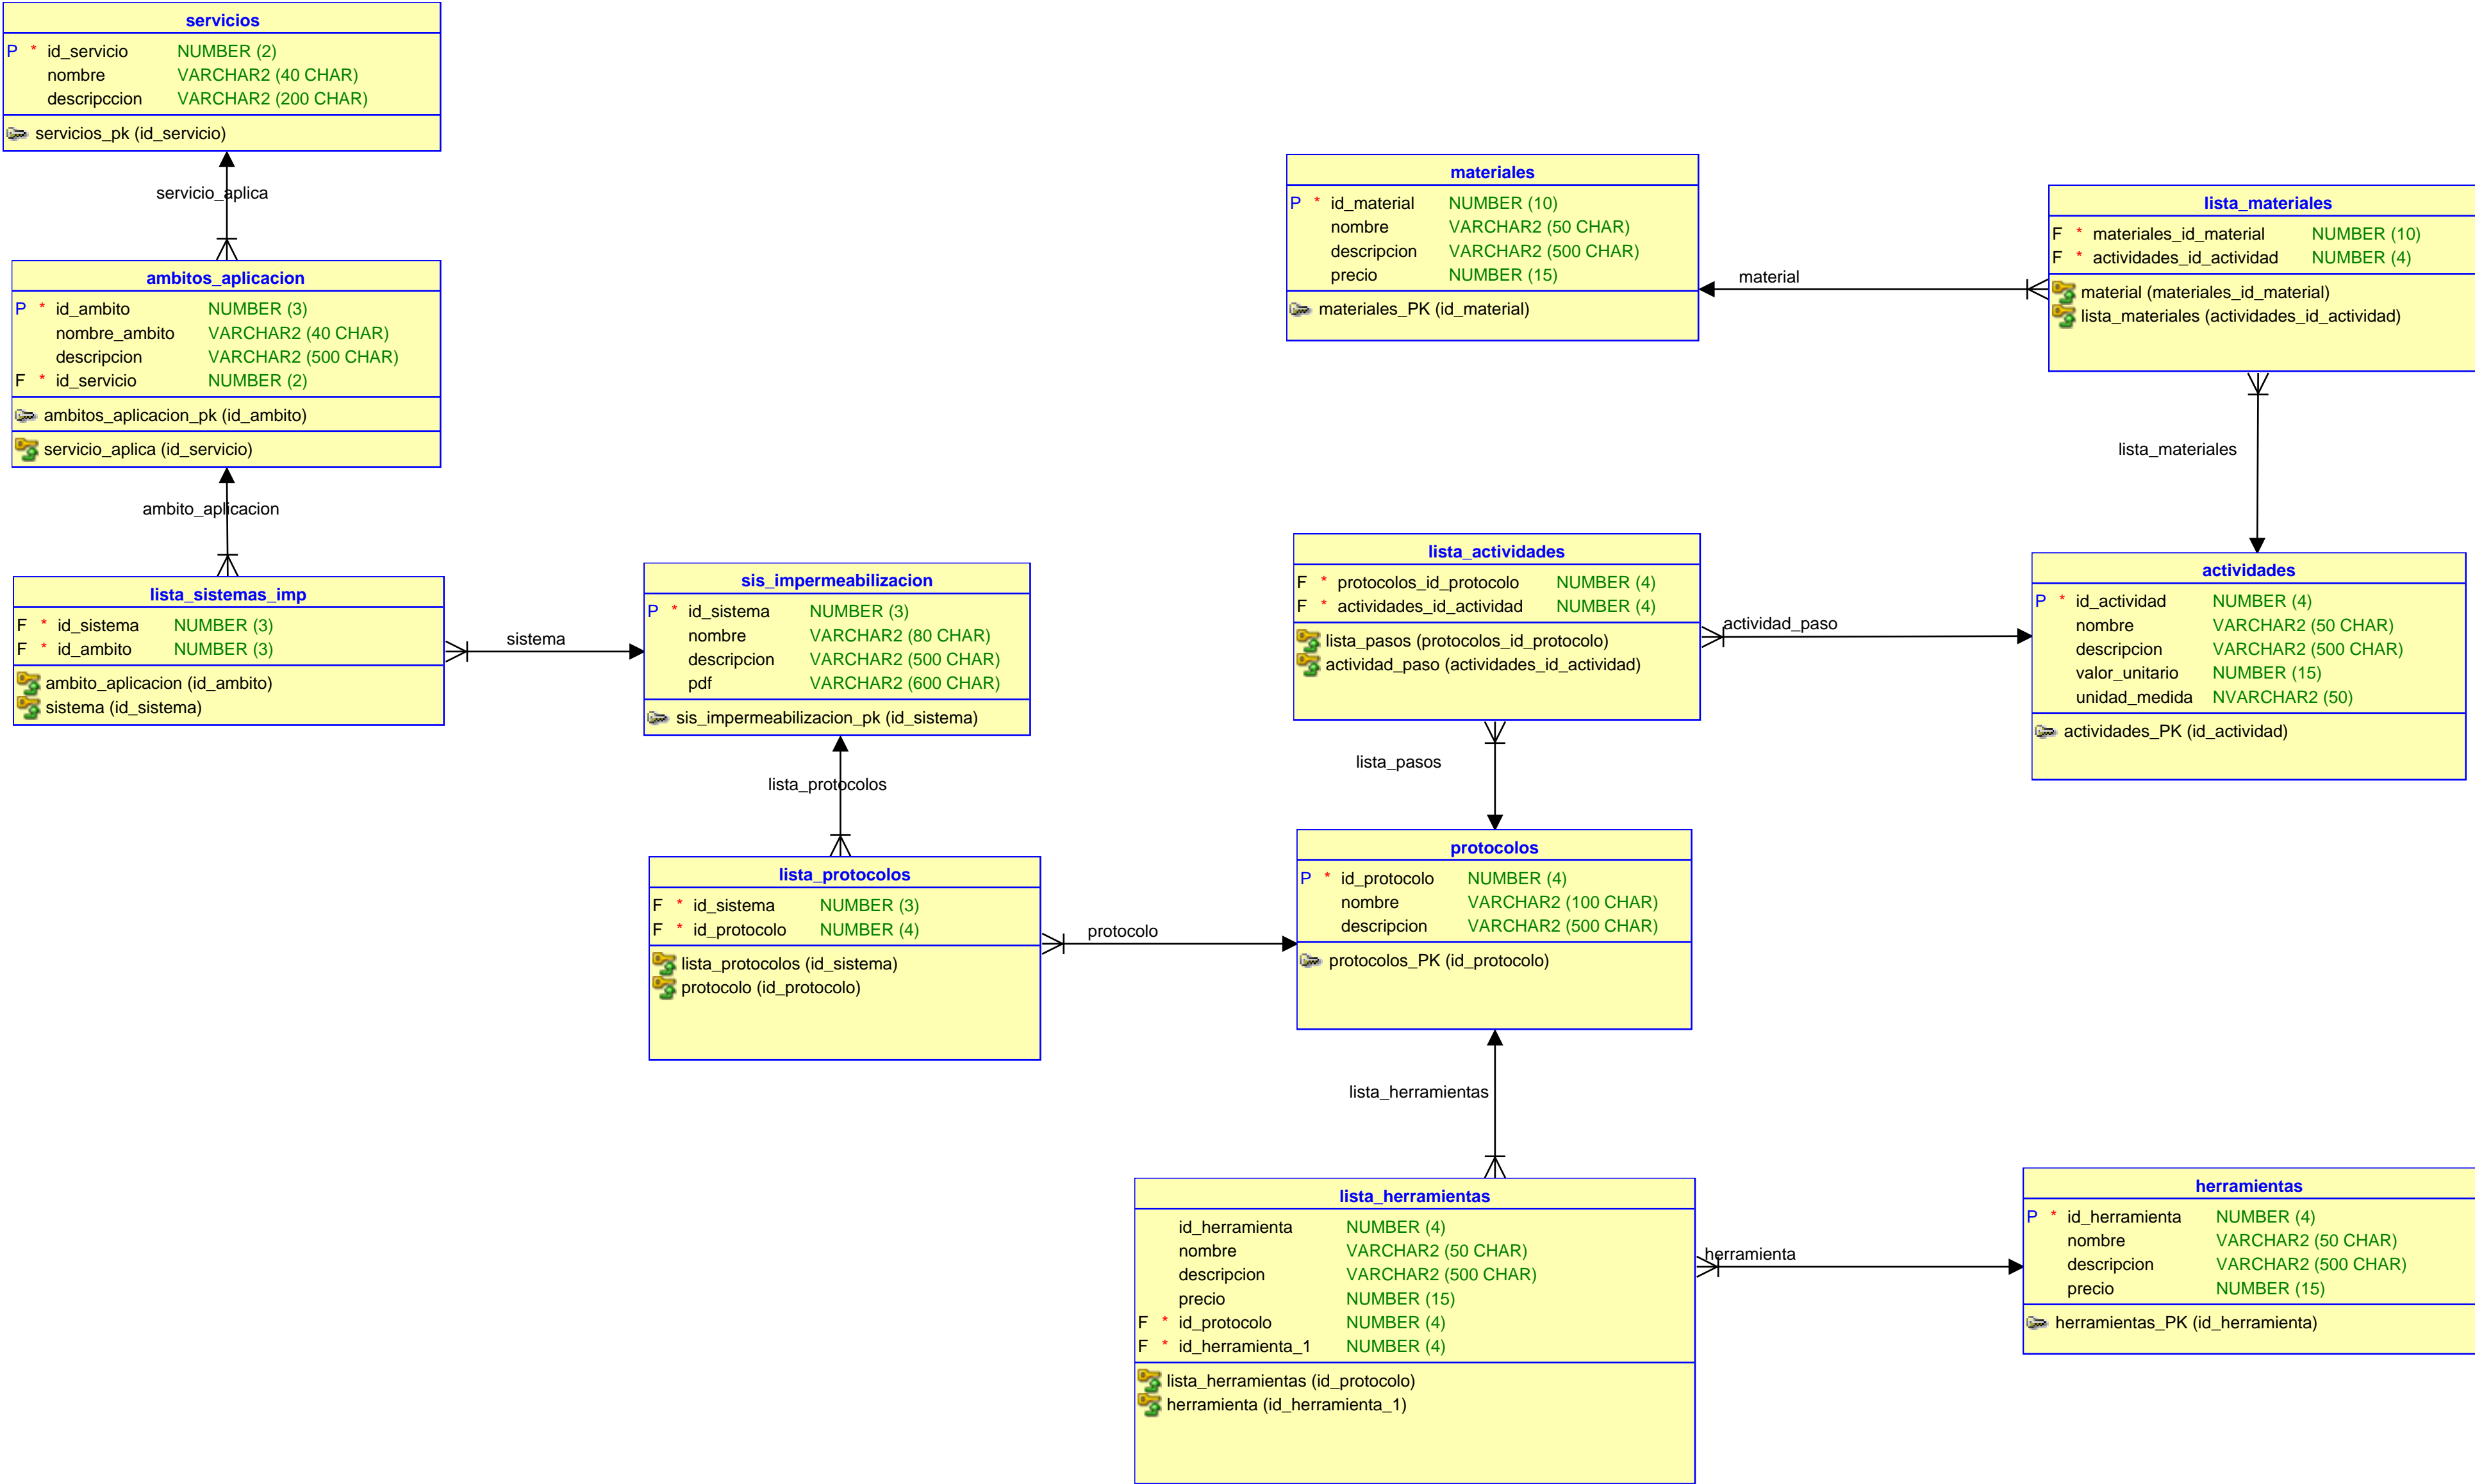 servicios
P * id_servicio NUMBER (2)
nombre VARCHAR2 (40 CHAR)
descripccion VARCHAR2 (200 CHAR)
servicios_pk (id_servicio)
servicio_aplica
ambitos_aplicacion
P * id_ambito NUMBER (3)
nombre_ambito VARCHAR2 (40 CHAR)
descripcion VARCHAR2 (500 CHAR)
F * id_servicio NUMBER (2)
ambitos_aplicacion_pk (id_ambito)
servicio_aplica (id_servicio)
ambito_aplicacion
lista_sistemas_imp
F * id_sistema NUMBER (3)
F * id_ambito NUMBER (3)
ambito_aplicacion (id_ambito)
sistema (id_sistema)
sistema
sis_impermeabilizacion
P * id_sistema NUMBER (3)
nombre VARCHAR2 (80 CHAR)
descripcion VARCHAR2 (500 CHAR)
pdf VARCHAR2 (600 CHAR)
sis_impermeabilizacion_pk (id_sistema)
lista_protocolos
lista_protocolos
F * id_sistema NUMBER (3)
F * id_protocolo NUMBER (4)
lista_protocolos (id_sistema)
protocolo (id_protocolo)
protocolo
materiales
P * id_material NUMBER (10)
nombre VARCHAR2 (50 CHAR)
descripcion VARCHAR2 (500 CHAR)
precio NUMBER (15)
materiales_PK (id_material)
material
lista_materiales
F * materiales_id_material NUMBER (10)
F * actividades_id_actividad NUMBER (4)
material (materiales_id_material)
lista_materiales (actividades_id_actividad)
lista_materiales
lista_actividades
F * protocolos_id_protocolo NUMBER (4)
F * actividades_id_actividad NUMBER (4)
lista_pasos (protocolos_id_protocolo)
actividad_paso (actividades_id_actividad)
actividad_paso
actividades
P * id_actividad NUMBER (4)
nombre VARCHAR2 (50 CHAR)
descripcion VARCHAR2 (500 CHAR)
valor_unitario NUMBER (15)
unidad_medida NVARCHAR2 (50)
actividades_PK (id_actividad)
lista_pasos
protocolos
P * id_protocolo NUMBER (4)
nombre VARCHAR2 (100 CHAR)
descripcion VARCHAR2 (500 CHAR)
protocolos_PK (id_protocolo)
lista_herramientas
lista_herramientas
id_herramienta NUMBER (4)
nombre VARCHAR2 (50 CHAR)
descripcion VARCHAR2 (500 CHAR)
precio NUMBER (15)
F * id_protocolo NUMBER (4)
F * id_herramienta_1 NUMBER (4)
lista_herramientas (id_protocolo)
herramienta (id_herramienta_1)
herramienta
herramientas
P * id_herramienta NUMBER (4)
nombre VARCHAR2 (50 CHAR)
descripcion VARCHAR2 (500 CHAR)
precio NUMBER (15)
herramientas_PK (id_herramienta)